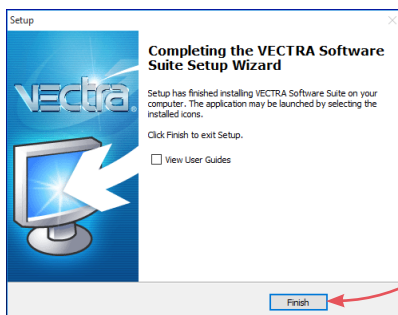 Setup
Completing the VECTRA Software
Suite Setup Wizard
VECTRA
Setup has finished installing VECTRA Software Suite on your
computer. The application may be launched by selecting the
installed icons.
Click Finish to exit Setup.
View User Guides
Finish